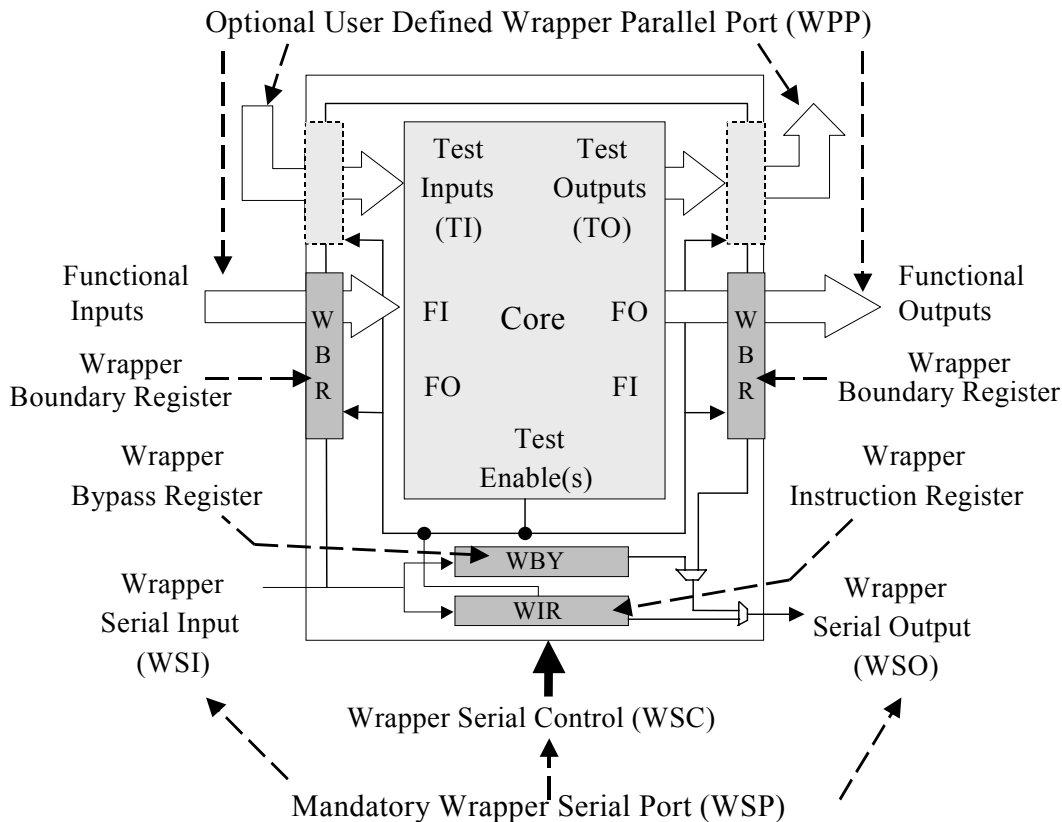 Optional User Defined Wrapper Parallel Port (WPP)
Test
Inputs
(TI)
Test
Outputs
(TO)
Functional
Inputs
FI
Core
FO
Functional
Outputs
W
B
R
W
B
R
Wrapper
Boundary Register
FO
FI
Wrapper
Boundary Register
Test
Enable(s)
Wrapper
Bypass Register
Wrapper
Instruction Register
WBY
WIR
Wrapper
Serial Input
(WSI)
Wrapper
Serial Output
(WSO)
Wrapper Serial Control (WSC)
Mandatory Wrapper Serial Port (WSP)